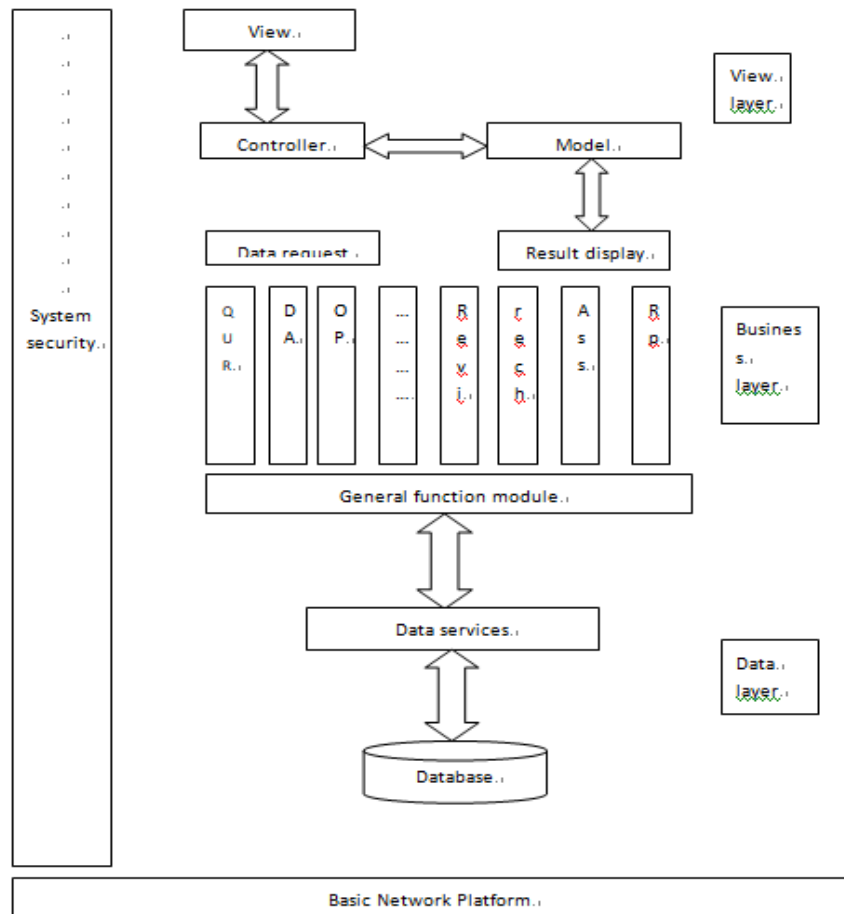 View.
View.
layer.
Controller.
Model.
Data request.
Result display.
System
security.
Q
U
R.
D
A.
O
P.
...
...
...
....
R
e
v
i.
r
e
c
h
A
s
s.
R
p.
Busines
s.
layer.
General function module.
Data services.
Data.
layer.
Database.
Basic Network Platform.